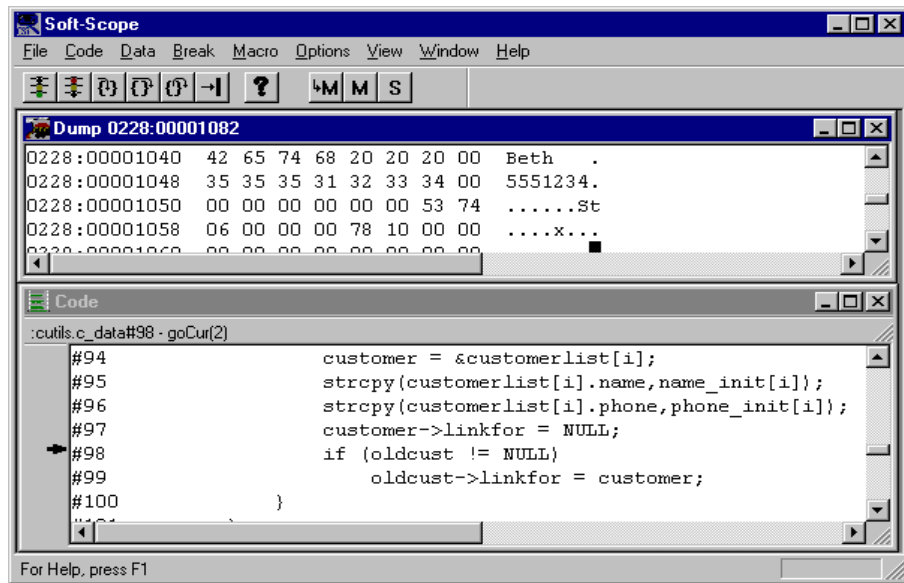 Soft-Scope
File Code Data Break Macro Options View Window Help
? ↳M M S
Dump 0228:00001082
0228:00001040 42 65 74 68 20 20 20 00 Beth .
0228:00001048 35 35 35 31 32 33 34 00 5551234.
0228:00001050 00 00 00 00 00 00 53 74 ......St
0228:00001058 06 00 00 00 78 10 00 00 ....x...
Code
:cutils.c_data#98 - goCur(2)
#94 customer = &customerlist[i];
#95 strcpy(customerlist[i].name,name_init[i]);
#96 strcpy(customerlist[i].phone,phone_init[i]);
#97 customer->linkfor = NULL;
#98 if (oldcust != NULL)
#99 oldcust->linkfor = customer;
#100 }
For Help, press F1